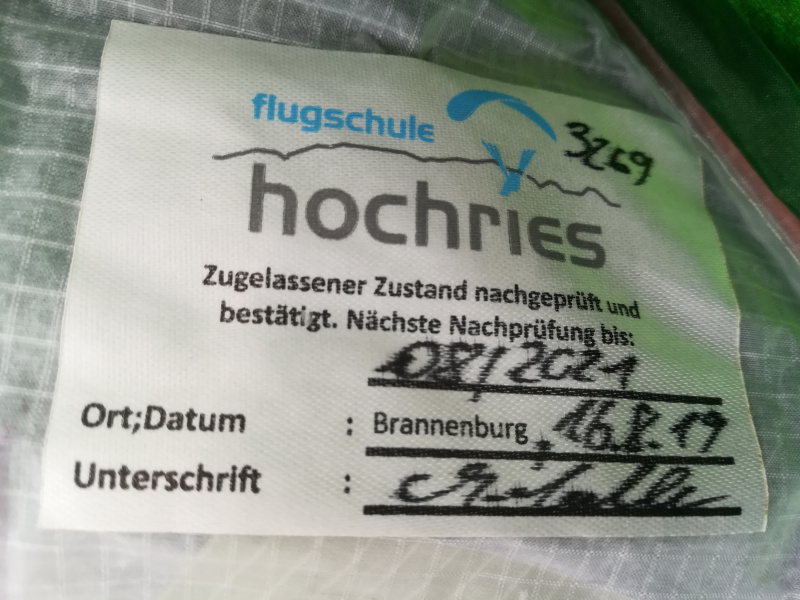 flugschule
3269
hochries
Zugelassener Zustand nachgeprüft und
bestätigt. Nächste Nachprüfung bis:
08/2021
Ort;Datum : Brannenburg, 16.8.19
Unterschrift :